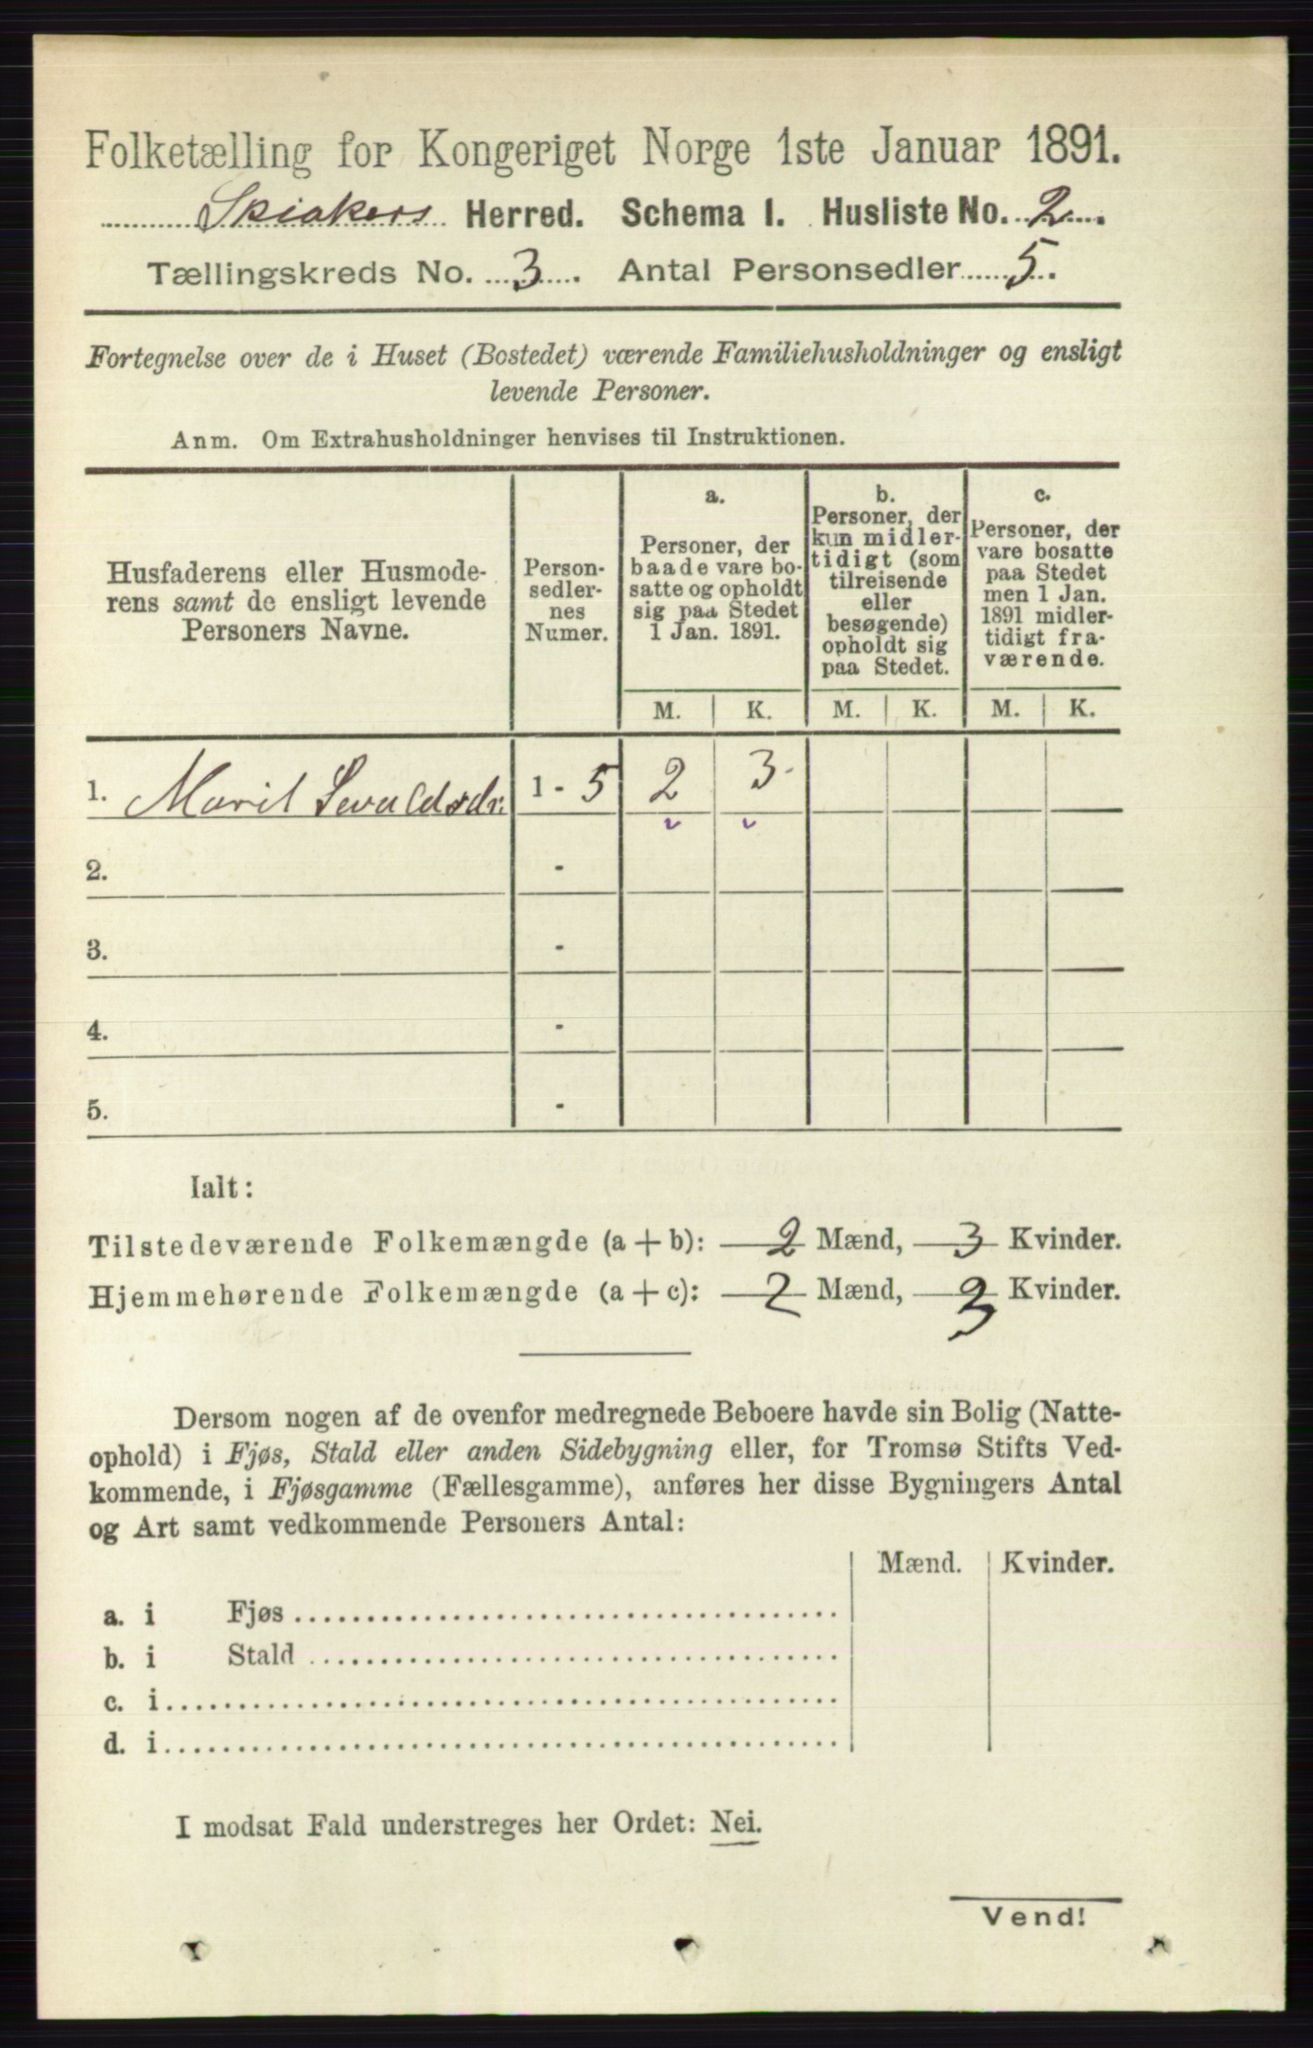 Folketælling for Kongeriget Norge 1ste Januar 1891.
Skiakers Herred. Schema 1. Husliste No. 2.
Tællingskreds No. 3. Antal Personsedler 5.
Fortegnelse over de i Huset (Bostedet) værende Familiehusholdninger og ensligt
levende Personer.
Anm. Om Extrahusholdninger henvises til Instruktionen.
Husfaderens eller Husmode-
rens samt de ensligt levende
Personers Navne.
Person-
sedler-
nes
Numer.
a.
Personer, der
baade vare bo-
satte og opholdt
sig paa Stedet
1 Jan. 1891.
b.
Personer, der
kun midler-
tidigt (som
tilreisende
eller
besøgende)
opholdt sig
paa Stedet.
c.
Personer, der
vare bosatte
paa Stedet
men 1 Jan.
1891 midler-
tidigt fra-
værende.
M. K. M. K. M. K.
1. Marit Sevaldsdr. 1 - 5 2 3
2. -
3. -
4. -
5. -
Ialt:
Tilstedeværende Folkemængde (a + b): 2 Mænd, 3 Kvinder.
Hjemmehørende Folkemængde (a + c): 2 Mænd, 3 Kvinder.
Dersom nogen af de ovenfor medregnede Beboere havde sin Bolig (Natte-
ophold) i Fjøs, Stald eller anden Sidebygning eller, for Tromsø Stifts Ved-
kommende, i Fjøsgamme (Fællesgamme), anføres her disse Bygningers Antal
og Art samt vedkommende Personers Antal:
Mænd. Kvinder.
a. i Fjøs
b. i Stald
c. i
d. i
I modsat Fald understreges her Ordet: Nei.
Vend!